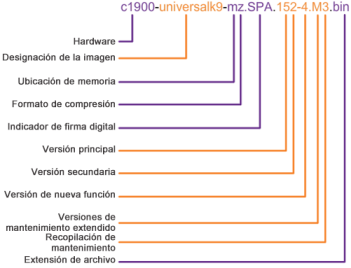 c1900-universalk9-mz.SPA.152-4.M3.bin
Hardware
Designación de la imagen
Ubicación de memoria
Formato de compresión
Indicador de firma digital
Versión principal
Versión secundaria
Versión de nueva función
Versiones de
mantenimiento extendido
Recopilación de
mantenimiento
Extensión de archivo